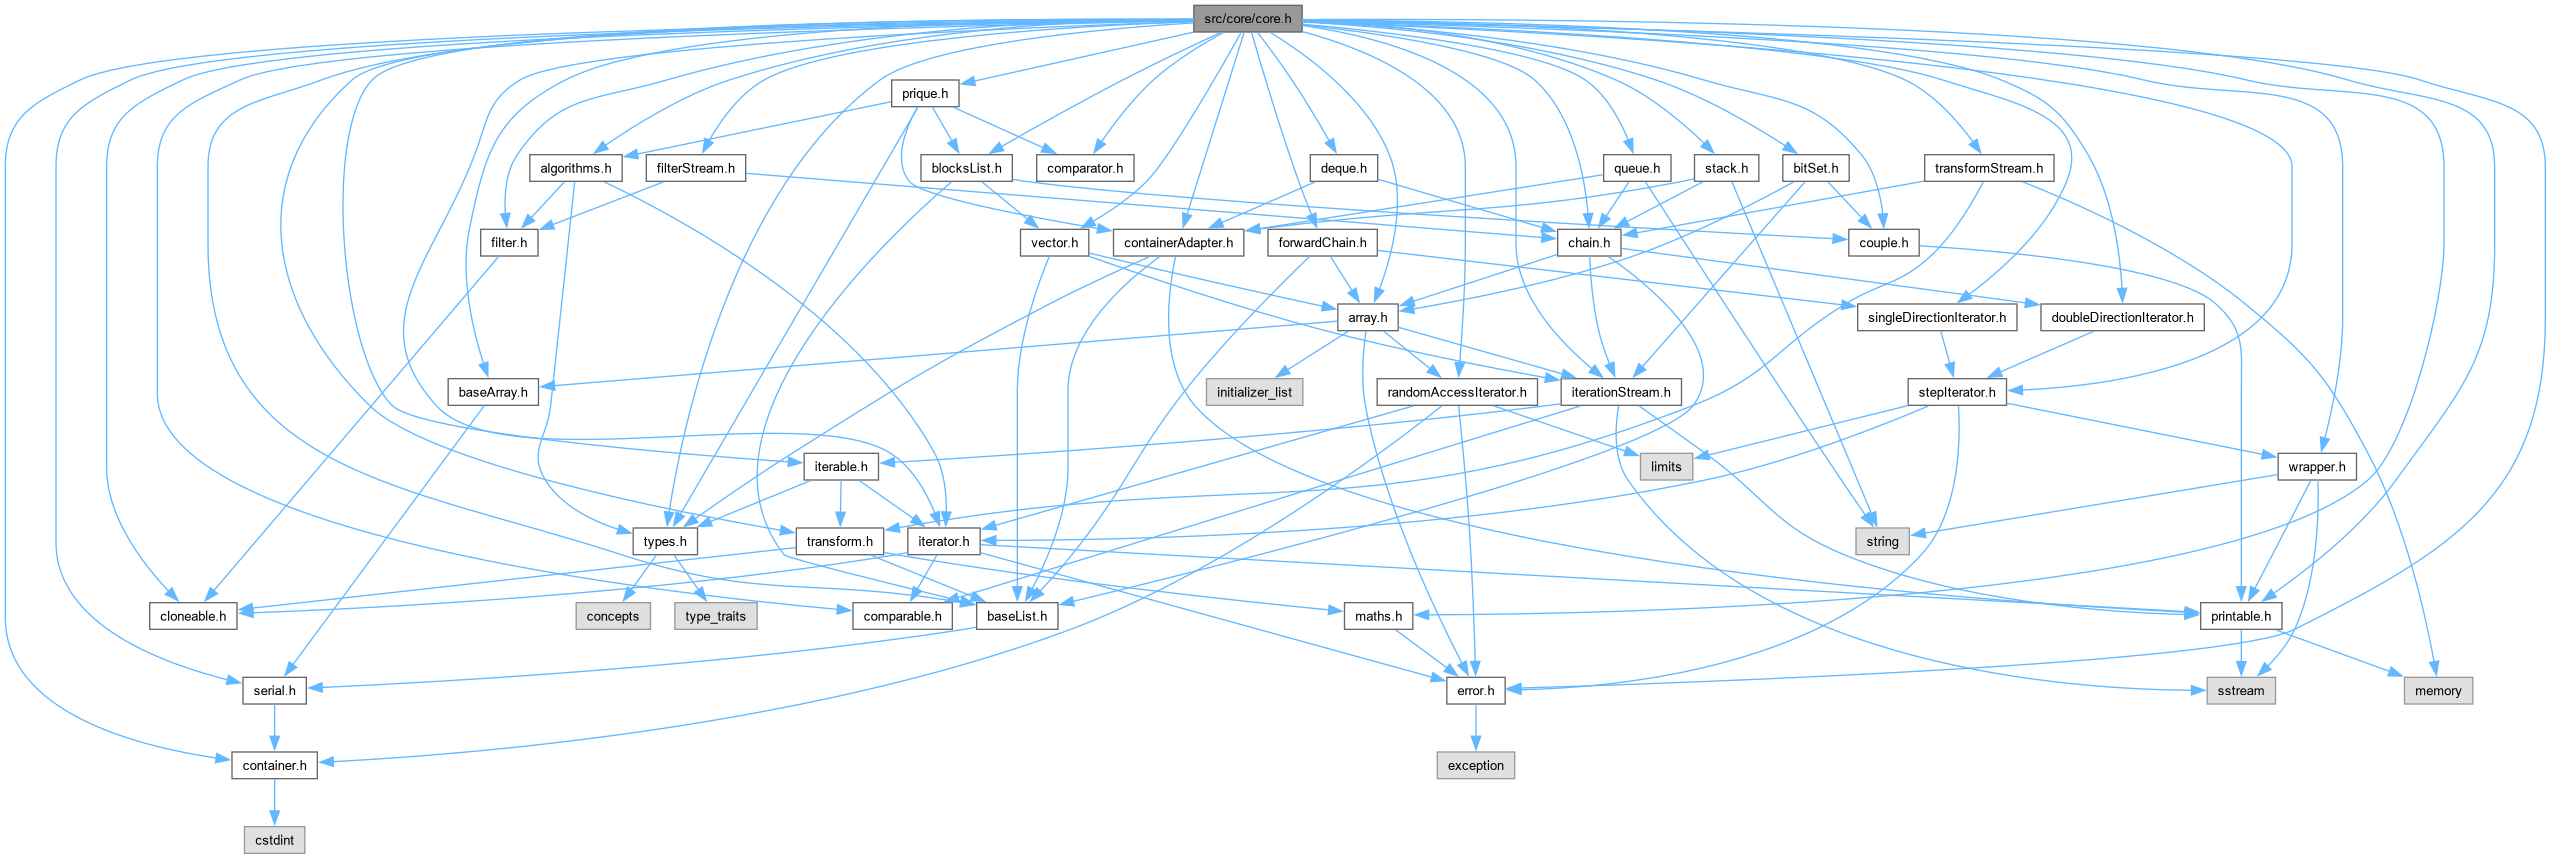 src/core/core.h
prique.h
algorithms.h
filterStream.h
blocksList.h
comparator.h
deque.h
queue.h
stack.h
bitSet.h
transformStream.h
filter.h
vector.h
containerAdapter.h
forwardChain.h
chain.h
couple.h
array.h
singleDirectionIterator.h
doubleDirectionIterator.h
baseArray.h
initializer_list
randomAccessIterator.h
iterationStream.h
stepIterator.h
iterable.h
limits
wrapper.h
types.h
transform.h
iterator.h
string
cloneable.h
concepts
type_traits
comparable.h
baseList.h
maths.h
printable.h
serial.h
error.h
sstream
memory
container.h
exception
cstdint